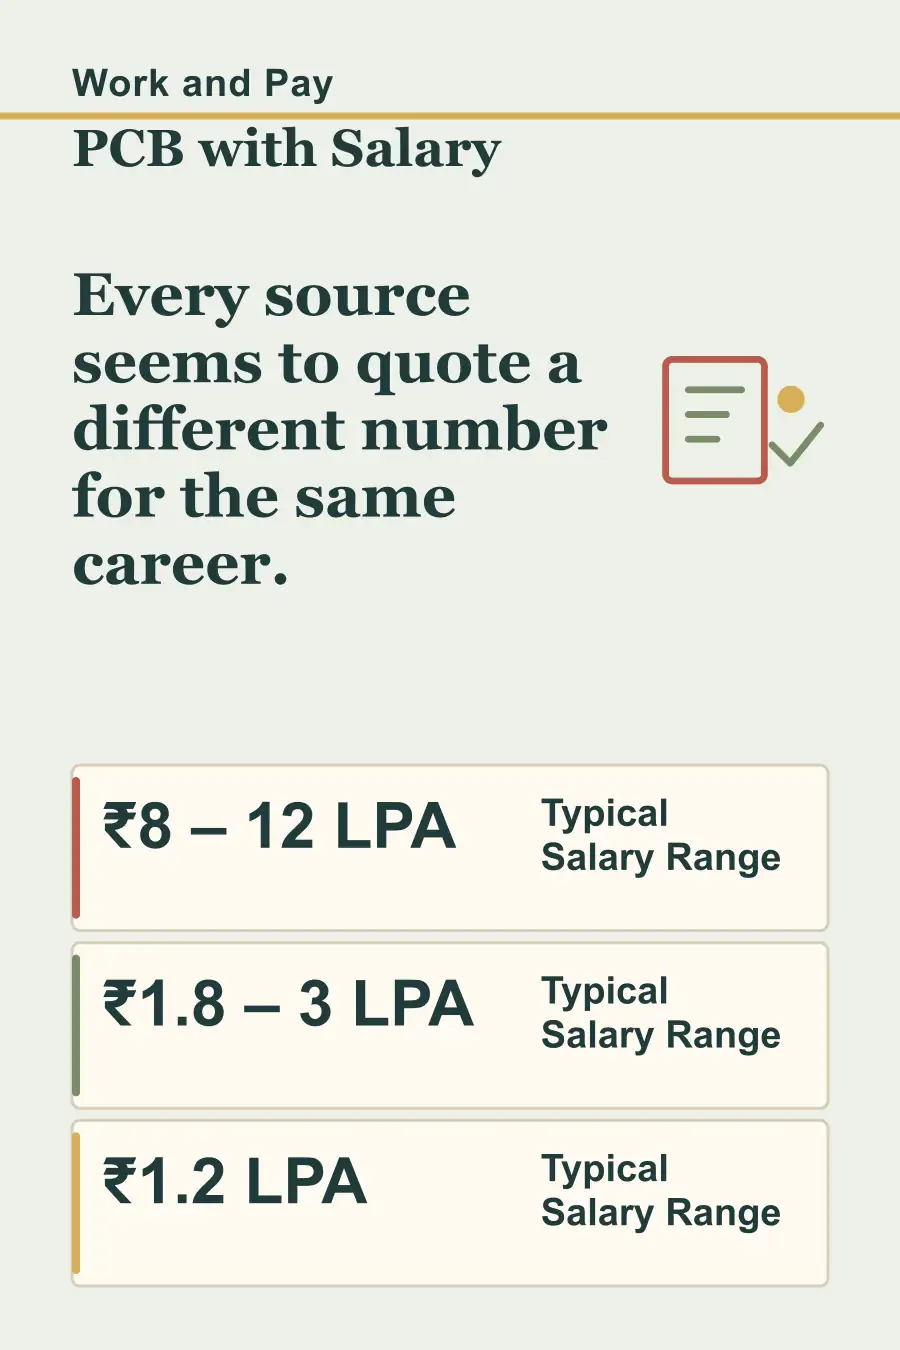 Work and Pay
PCB with Salary
Every source
seems to quote a
different number
for the same
career.
₹8 – 12 LPA
Typical
Salary Range
₹1.8 – 3 LPA
Typical
Salary Range
₹1.2 LPA
Typical
Salary Range